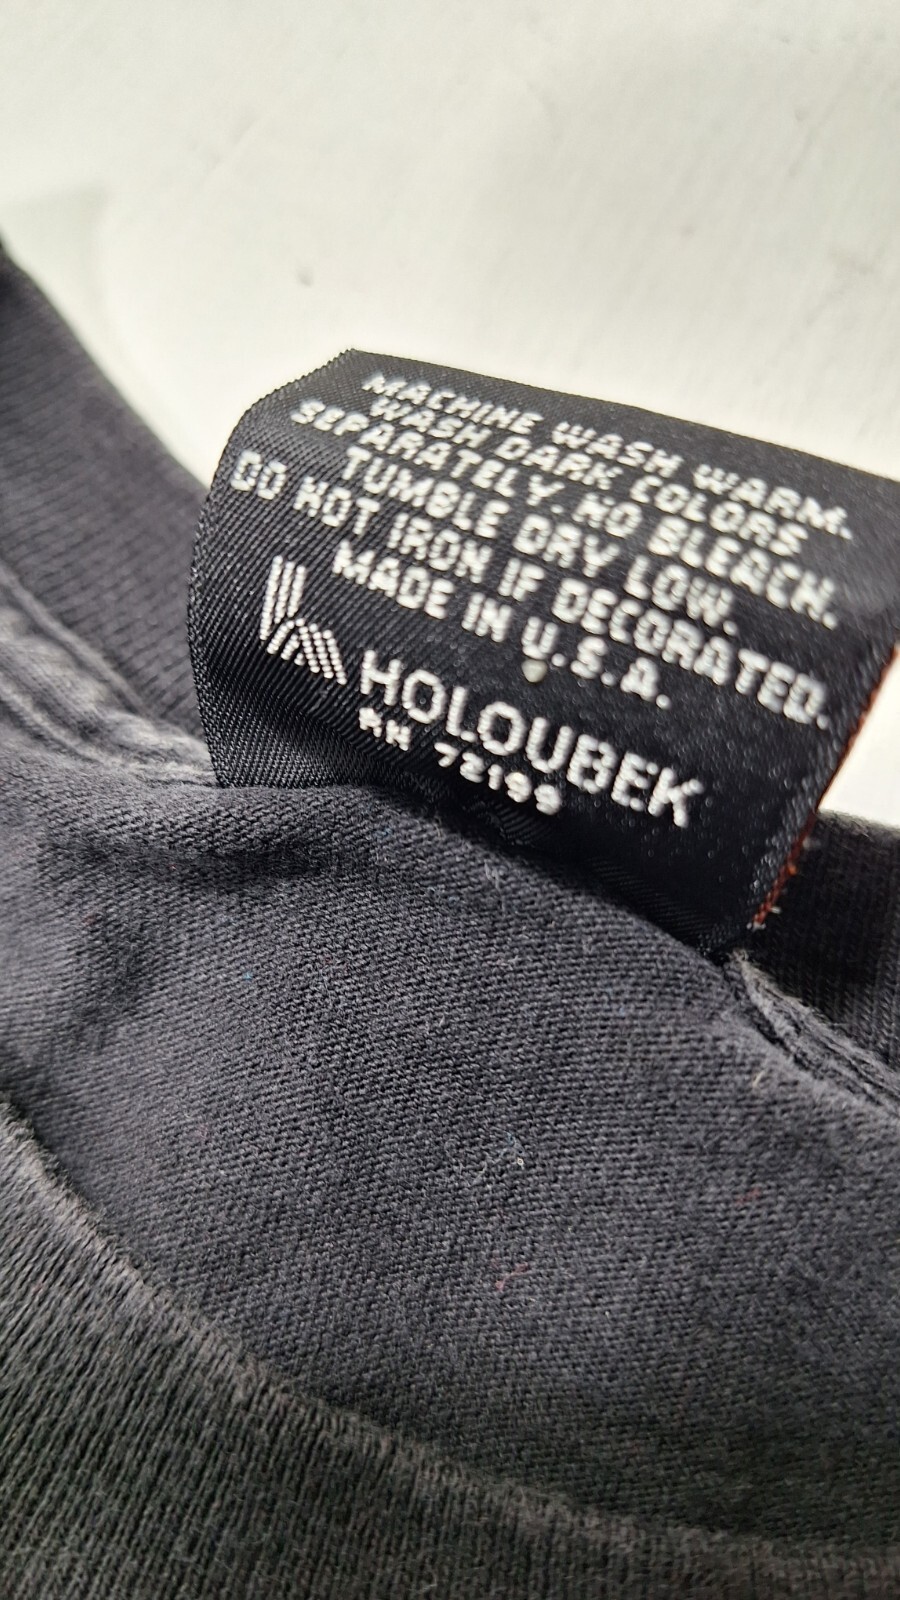 MACHINE WASH WARM.
WASH DARK COLORS
SEPARATELY. NO BLEACH.
TUMBLE DRY LOW.
DO NOT IRON IF DECORATED.
MADE IN U.S.A.
HOLOUBEK
RN 72199